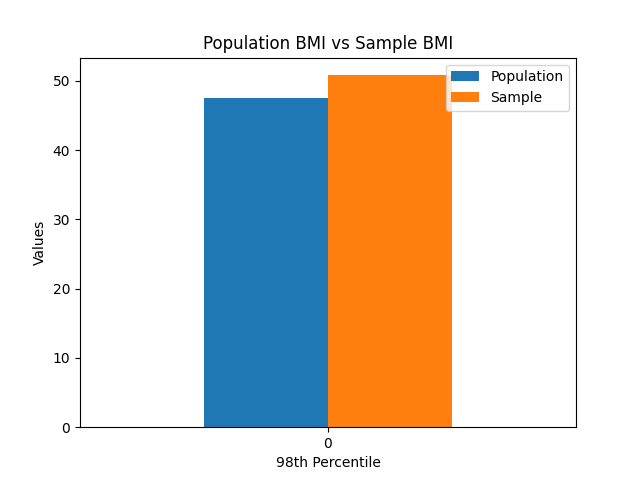 Population BMI vs Sample BMI
Population
Sample
50
40
30
20
10
0
Values
0
98th Percentile